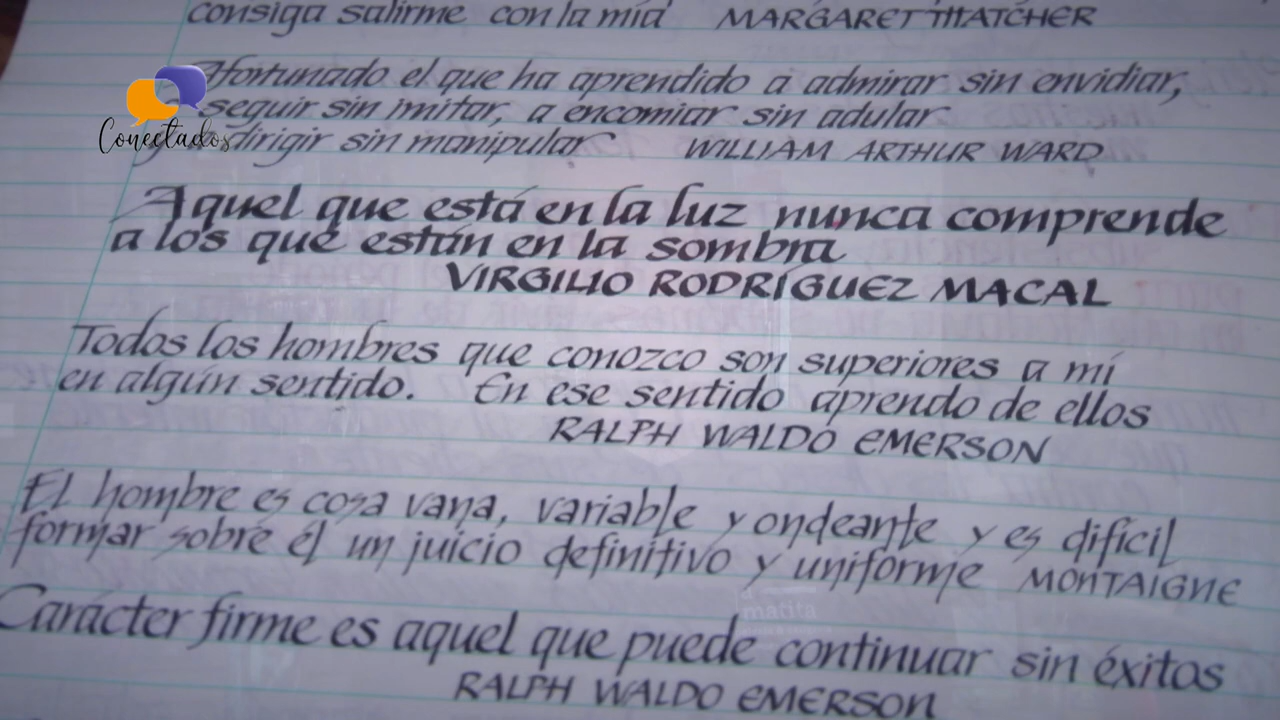 consiga salirme con la mía MARGARET THATCHER
Afortunado el que ha aprendido a admirar sin envidiar,
seguir sin imitar, a encomiar sin adular
dirigir sin manipular WILLIAM ARTHUR WARD
Conectados
Aquel que está en la luz nunca comprende
a los que están en la sombra
VIRGILIO RODRÍGUEZ MACAL
Todos los hombres que conozco son superiores a mí
en algún sentido. En ese sentido aprendo de ellos
RALPH WALDO EMERSON
El hombre es cosa vana, variable y ondeante y es difícil
formar sobre él un juicio definitivo y uniforme MONTAIGNE
Carácter firme es aquel que puede continuar sin éxitos
RALPH WALDO EMERSON